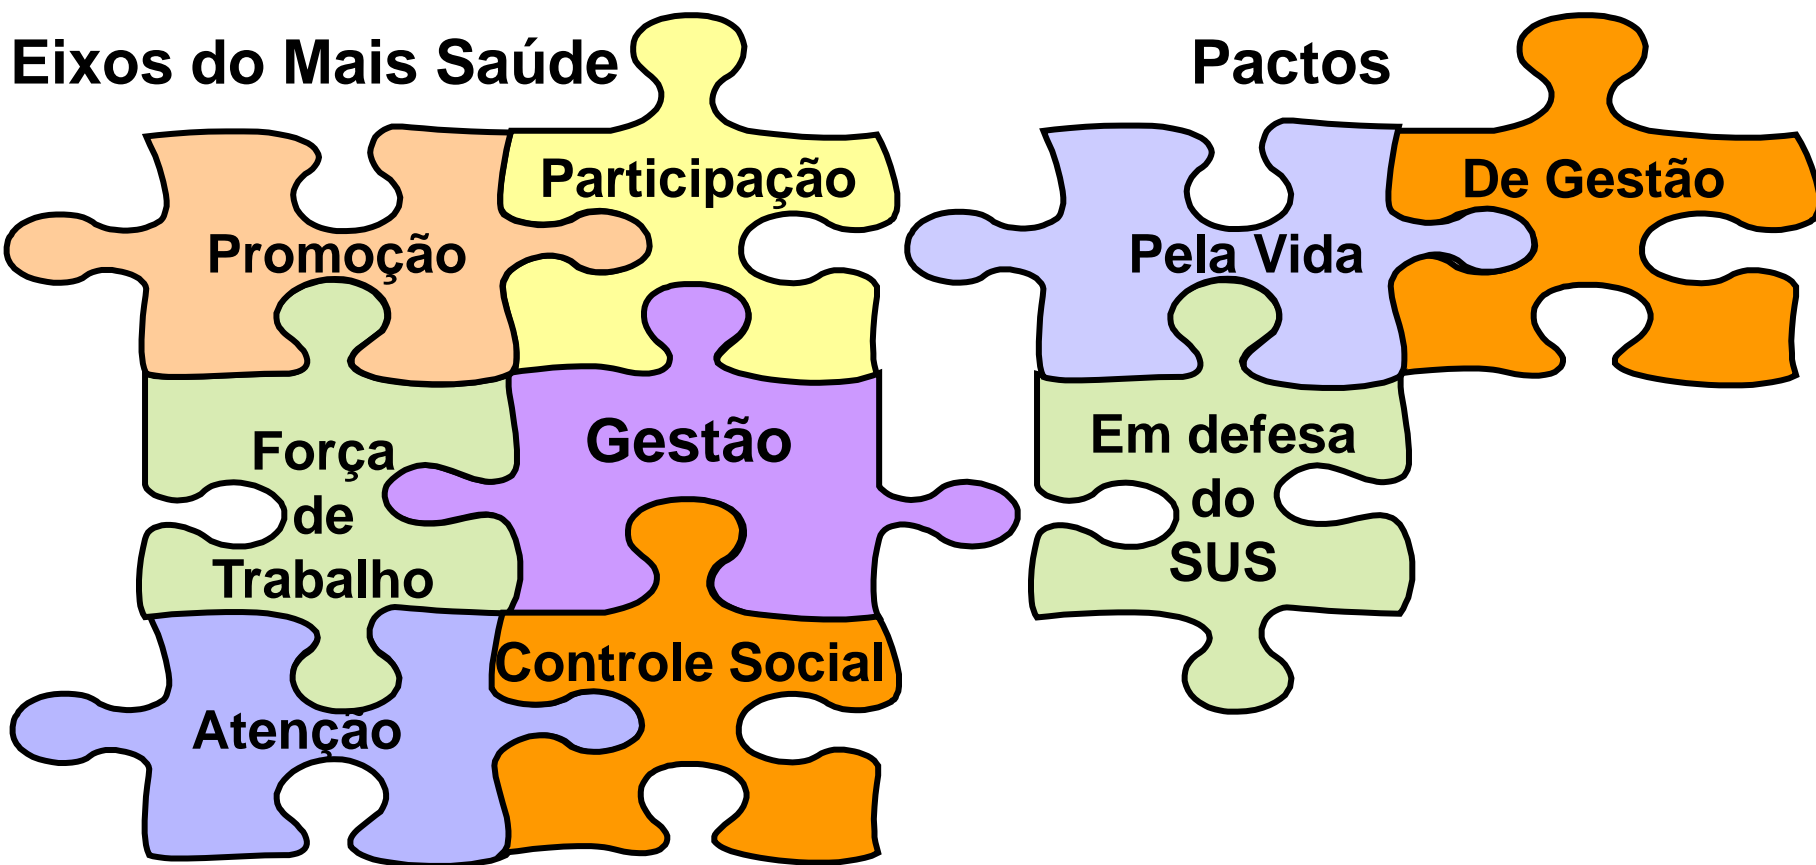 Eixos do Mais Saúde
Participação
Promoção
Força
de
Trabalho
Gestão
Controle Social
Atenção
Pactos
De Gestão
Pela Vida
Em defesa
do
SUS